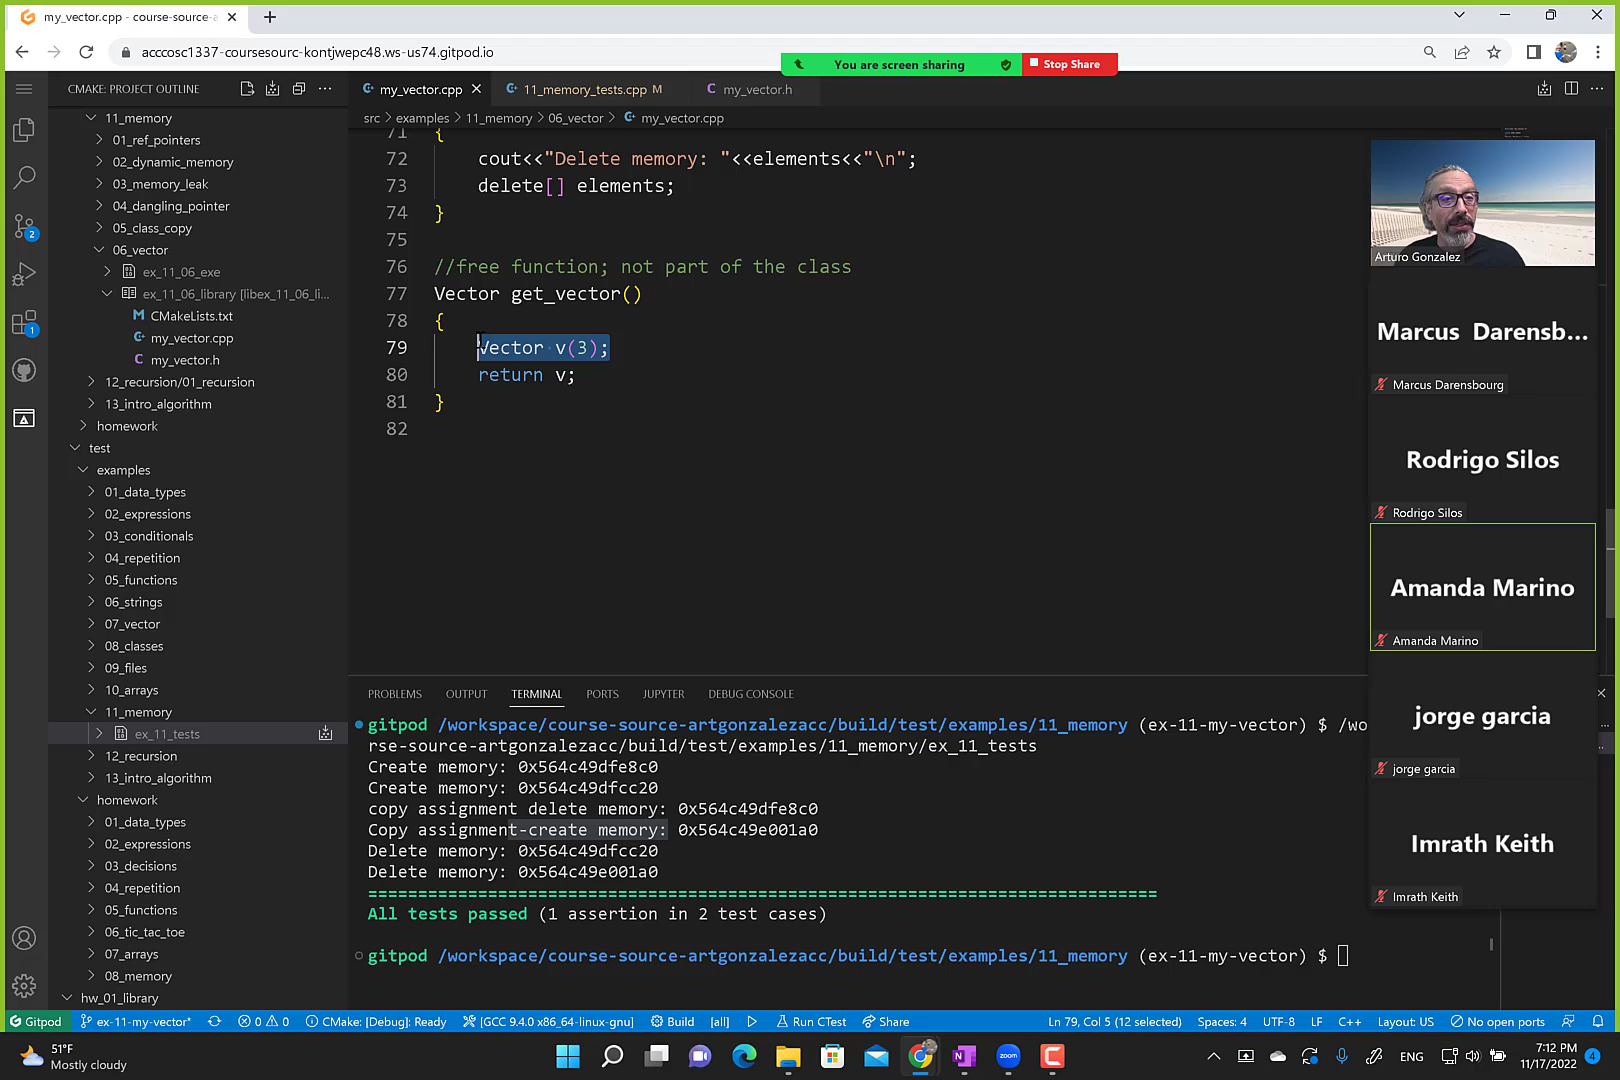 my_vector.cpp - course-source-a
acccosc1337-coursesourc-kontjwepc48.ws-us74.gitpod.io
You are screen sharing
Stop Share
CMAKE: PROJECT OUTLINE
my_vector.cpp
11_memory_tests.cpp M
my_vector.h
src > examples > 11_memory > 06_vector > my_vector.cpp
11_memory
01_ref_pointers
02_dynamic_memory
03_memory_leak
04_dangling_pointer
05_class_copy
06_vector
ex_11_06_exe
ex_11_06_library [libex_11_06_li...
CMakeLists.txt
my_vector.cpp
my_vector.h
12_recursion/01_recursion
13_intro_algorithm
homework
test
examples
01_data_types
02_expressions
03_conditionals
04_repetition
05_functions
06_strings
07_vector
08_classes
09_files
10_arrays
11_memory
ex_11_tests
12_recursion
13_intro_algorithm
homework
01_data_types
02_expressions
03_decisions
04_repetition
05_functions
06_tic_tac_toe
07_arrays
08_memory
hw_01_library
2
1
71 {
72 cout<<"Delete memory: "<<elements<<"\n";
73 delete[] elements;
74 }
75
76 //free function; not part of the class
77 Vector get_vector()
78 {
79 Vector v(3);
80 return v;
81 }
82
PROBLEMS OUTPUT TERMINAL PORTS JUPYTER DEBUG CONSOLE
gitpod /workspace/course-source-artgonzalezacc/build/test/examples/11_memory (ex-11-my-vector) $ /wo
rse-source-artgonzalezacc/build/test/examples/11_memory/ex_11_tests
Create memory: 0x564c49dfe8c0
Create memory: 0x564c49dfcc20
copy assignment delete memory: 0x564c49dfe8c0
Copy assignment-create memory: 0x564c49e001a0
Delete memory: 0x564c49dfcc20
Delete memory: 0x564c49e001a0
===============================================================================
All tests passed (1 assertion in 2 test cases)
gitpod /workspace/course-source-artgonzalezacc/build/test/examples/11_memory (ex-11-my-vector) $
Arturo Gonzalez
Marcus Darensb...
Marcus Darensbourg
Rodrigo Silos
Rodrigo Silos
Amanda Marino
Amanda Marino
jorge garcia
jorge garcia
Imrath Keith
Imrath Keith
Gitpod ex-11-my-vector* 0 0 CMake: [Debug]: Ready [GCC 9.4.0 x86_64-linux-gnu] Build [all] Run CTest Share Ln 79, Col 5 (12 selected) Spaces: 4 UTF-8 LF C++ Layout: US No open ports
51°F
Mostly cloudy
zoom
ENG
7:12 PM
11/17/2022
4